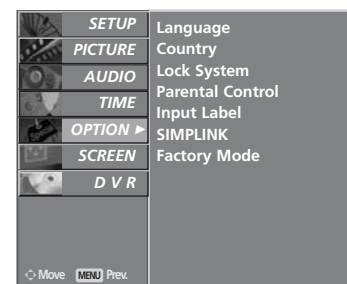 SETUP
PICTURE
AUDIO
TIME
OPTION ►
SCREEN
D V R
Language
Country
Lock System
Parental Control
Input Label
SIMPLINK
Factory Mode
Move MENU Prev.